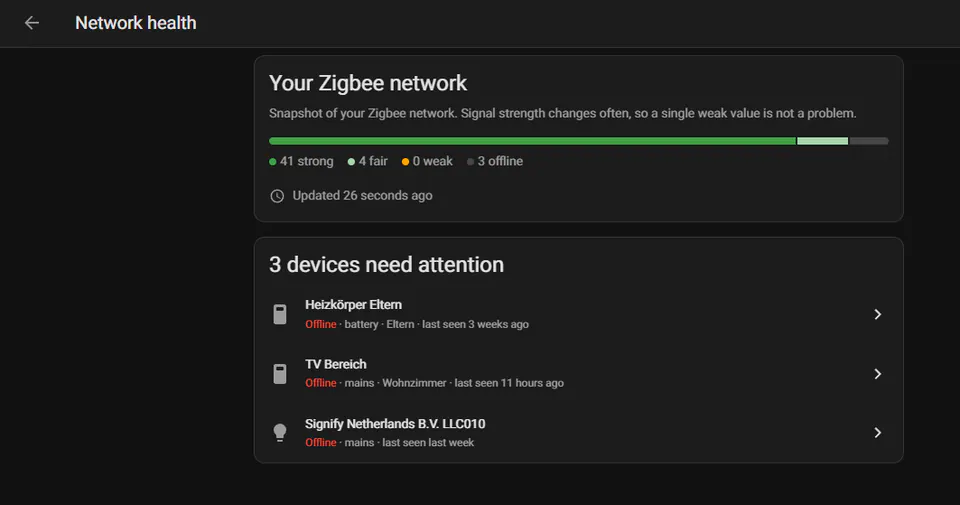 Network health
Your Zigbee network
Snapshot of your Zigbee network. Signal strength changes often, so a single weak value is not a problem.
41 strong 4 fair 0 weak 3 offline
Updated 26 seconds ago
3 devices need attention
Heizkörper Eltern
Offline · battery · Eltern · last seen 3 weeks ago
TV Bereich
Offline · mains · Wohnzimmer · last seen 11 hours ago
Signify Netherlands B.V. LLC010
Offline · mains · last seen last week